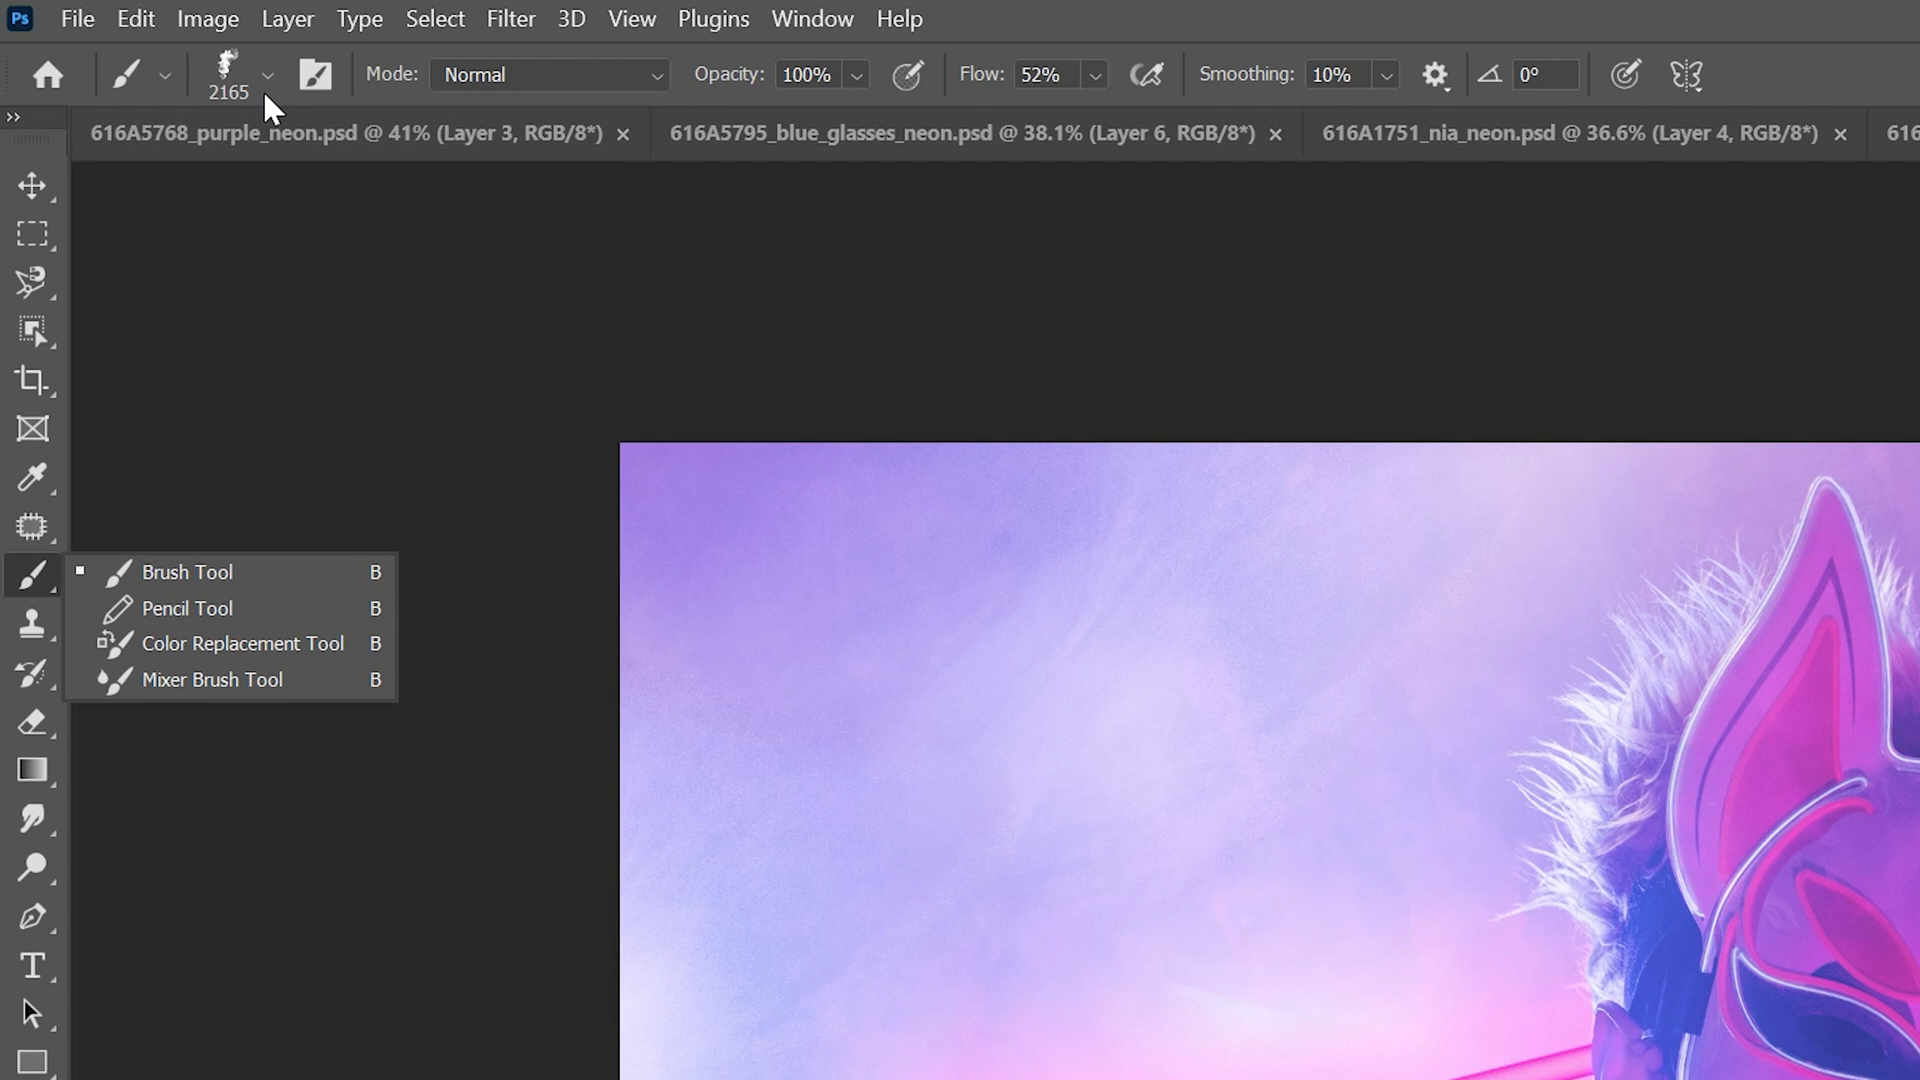 Ps File Edit Image Layer Type Select Filter 3D View Plugins Window Help
2165 Mode: Normal Opacity: 100% Flow: 52% Smoothing: 10% 0°
616A5768_purple_neon.psd @ 41% (Layer 3, RGB/8*) × 616A5795_blue_glasses_neon.psd @ 38.1% (Layer 6, RGB/8*) × 616A1751_nia_neon.psd @ 36.6% (Layer 4, RGB/8*) × 616
Brush Tool B
Pencil Tool B
Color Replacement Tool B
Mixer Brush Tool B